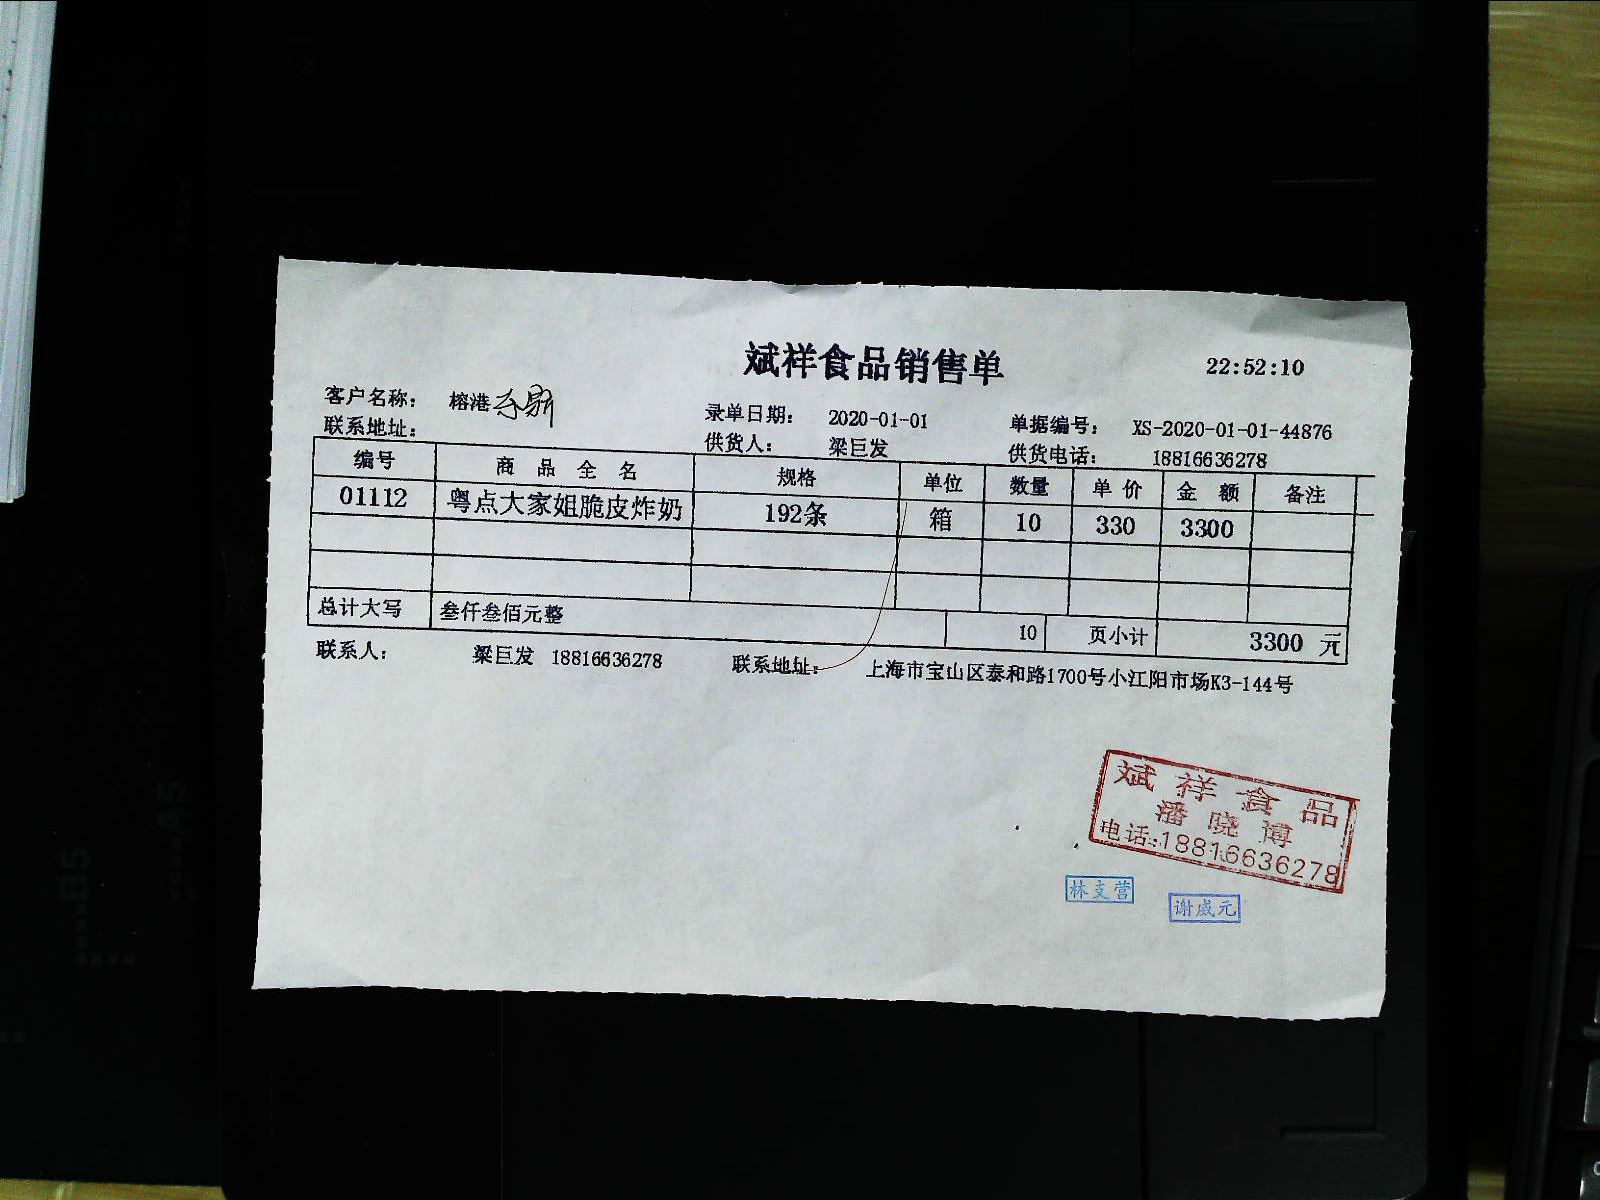 斌祥食品销售单
22:52:10
客户名称： 榕港
录单日期： 2020-01-01
单据编号： XS-2020-01-01-44876
联系地址：
供货人： 梁巨发
供货电话： 18816636278
编号 商品全名 规格 单位 数量 单价 金额 备注
01112 粤点大家姐脆皮炸奶 192条 箱 10 330 3300
总计大写 叁仟叁佰元整 10 页小计 3300 元
联系人： 梁巨发 18816636278 联系地址： 上海市宝山区泰和路1700号小江阳市场K3-144号
斌祥食品
潘晓博
电话:18816636278
林支营
谢威元
B5
A5